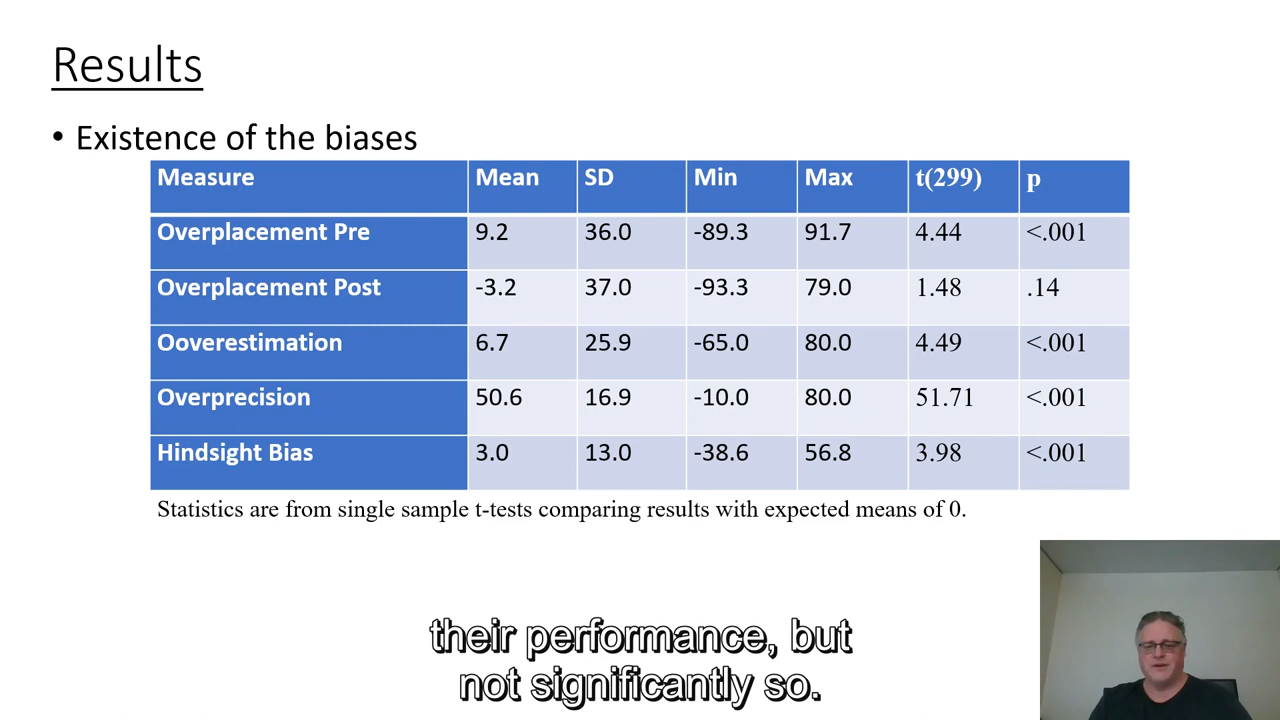 Results
• Existence of the biases
Measure Mean SD Min Max t(299) p
Overplacement Pre 9.2 36.0 -89.3 91.7 4.44 <.001
Overplacement Post -3.2 37.0 -93.3 79.0 1.48 .14
Ooverestimation 6.7 25.9 -65.0 80.0 4.49 <.001
Overprecision 50.6 16.9 -10.0 80.0 51.71 <.001
Hindsight Bias 3.0 13.0 -38.6 56.8 3.98 <.001
Statistics are from single sample t-tests comparing results with expected means of 0.
their performance, but
not significantly so.